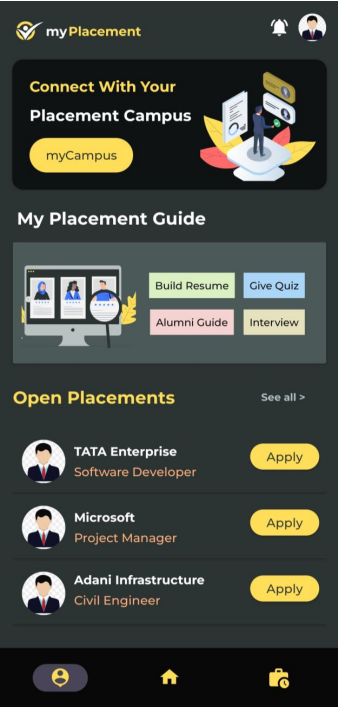 myPlacement
Connect With Your
Placement Campus
myCampus
My Placement Guide
Build Resume
Give Quiz
Alumni Guide
Interview
Open Placements
See all >
TATA Enterprise
Software Developer
Apply
Microsoft
Project Manager
Apply
Adani Infrastructure
Civil Engineer
Apply